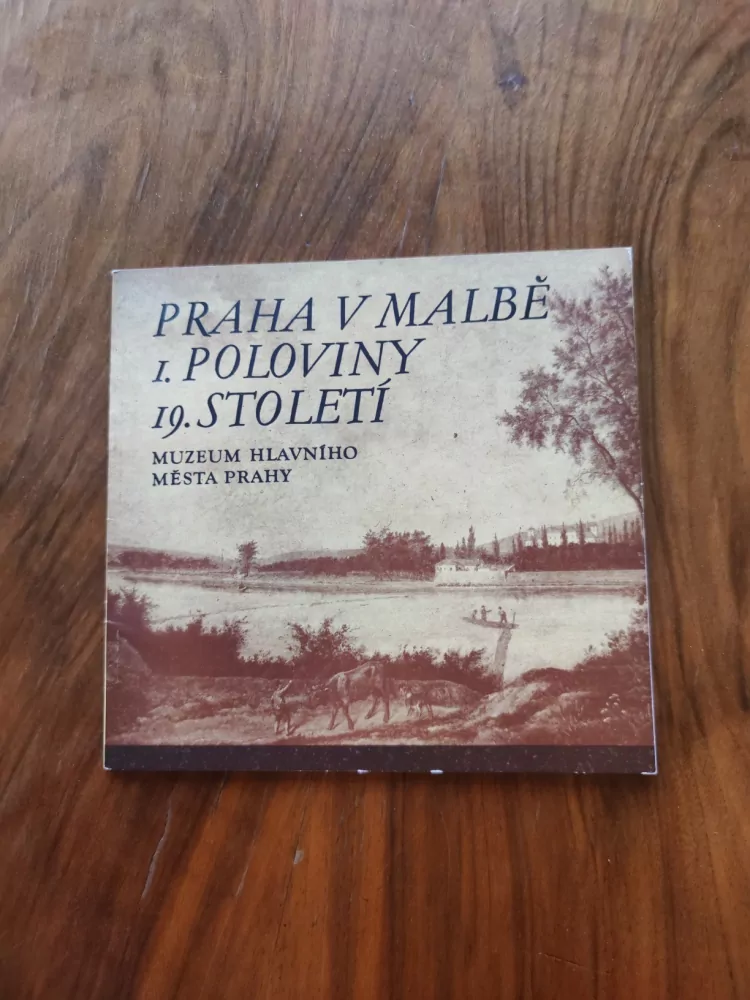 PRAHA V MALBĚ
1. POLOVINY
19. STOLETÍ
MUZEUM HLAVNÍHO
MĚSTA PRAHY